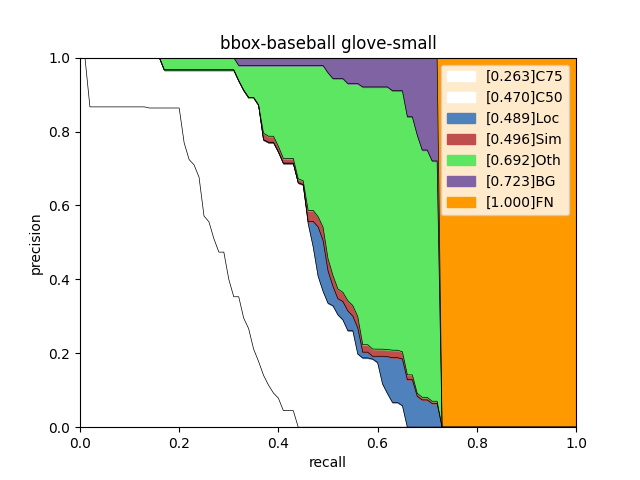 bbox-baseball glove-small
1.0
0.8
0.6
0.4
0.2
0.0
precision
[0.263]C75
[0.470]C50
[0.489]Loc
[0.496]Sim
[0.692]Oth
[0.723]BG
[1.000]FN
0.0 0.2 0.4 0.6 0.8 1.0
recall